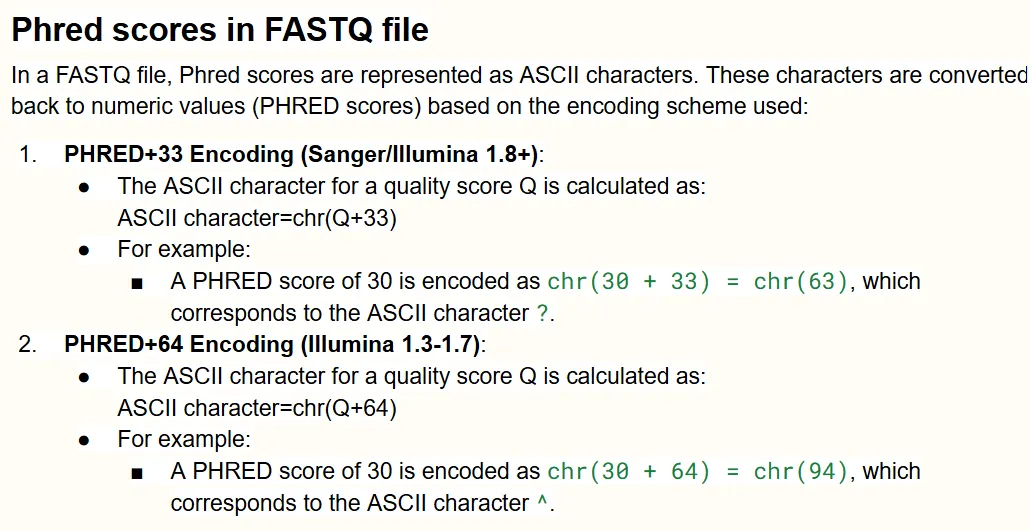 Phred scores in FASTQ file
In a FASTQ file, Phred scores are represented as ASCII characters. These characters are converted
back to numeric values (PHRED scores) based on the encoding scheme used:
1. PHRED+33 Encoding (Sanger/Illumina 1.8+):
● The ASCII character for a quality score Q is calculated as:
ASCII character=chr(Q+33)
● For example:
■ A PHRED score of 30 is encoded as chr(30 + 33) = chr(63), which
corresponds to the ASCII character ?.
2. PHRED+64 Encoding (Illumina 1.3-1.7):
● The ASCII character for a quality score Q is calculated as:
ASCII character=chr(Q+64)
● For example:
■ A PHRED score of 30 is encoded as chr(30 + 64) = chr(94), which
corresponds to the ASCII character ^.